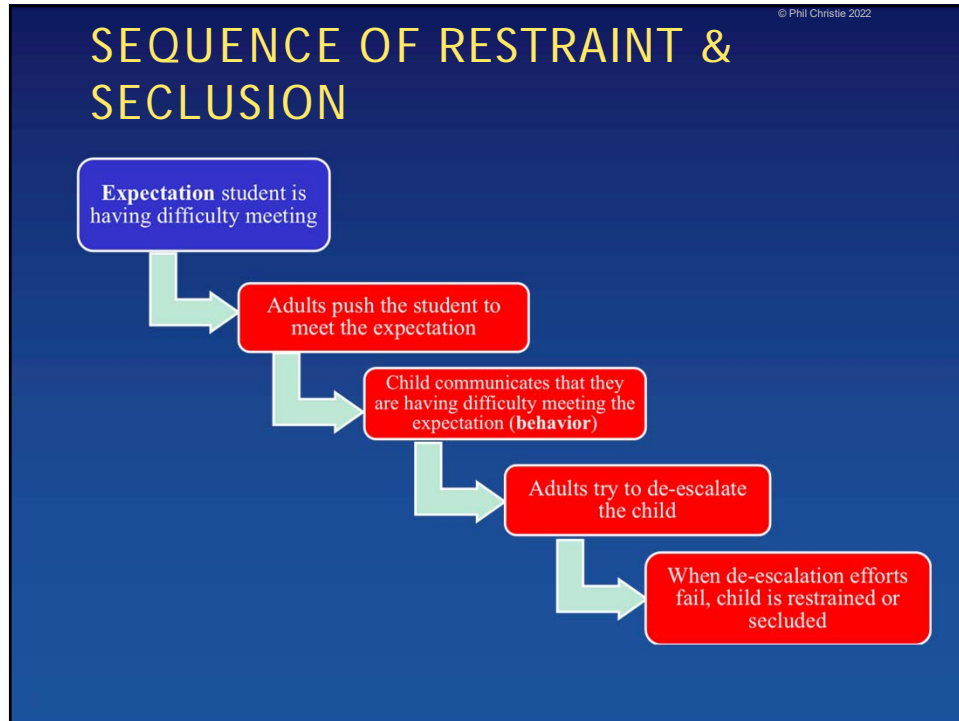 © Phil Christie 2022
SEQUENCE OF RESTRAINT &
SECLUSION
Expectation student is
having difficulty meeting
Adults push the student to
meet the expectation
Child communicates that they
are having difficulty meeting the
expectation (behavior)
Adults try to de-escalate
the child
When de-escalation efforts
fail, child is restrained or
secluded